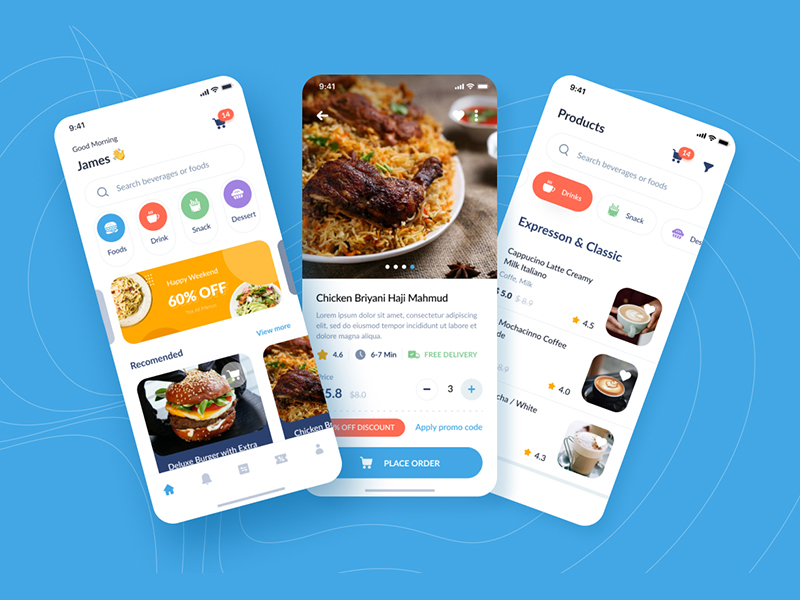 9:41
14
Good Morning
James 👋
Search beverages or foods
Foods
Drink
Snack
Dessert
Happy Weekend
60% OFF
View more
Recomended
Deluxe Burger with Extra
Chicken Br
9:41
Chicken Briyani Haji Mahmud
Lorem ipsum dolor sit amet, consectetur adipiscing
elit, sed do eiusmod tempor incididunt ut labore et
dolore magna aliqua.
4.6
6-7 Min
FREE DELIVERY
Price
5.8
$8.0
3
% OFF DISCOUNT
Apply promo code
PLACE ORDER
9:41
Products
14
Search beverages or foods
Drinks
Snack
Des
Expresson & Classic
Cappucino Latte Creamy
Milk Italiano
Coffe, Milk
$ 5.0
$ 8.9
4.5
Mochacinno Coffee
de
4.0
cha / White
4.3